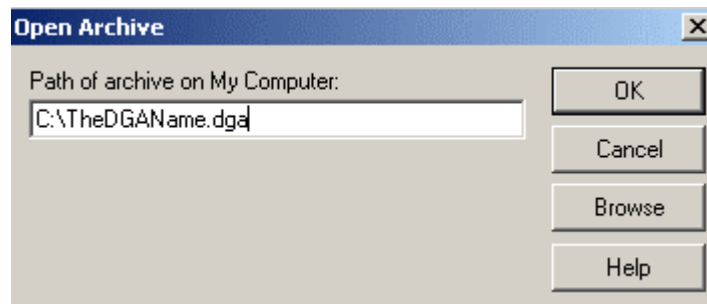 Open Archive
Path of archive on My Computer:
C:\TheDGAName.dga
OK
Cancel
Browse
Help